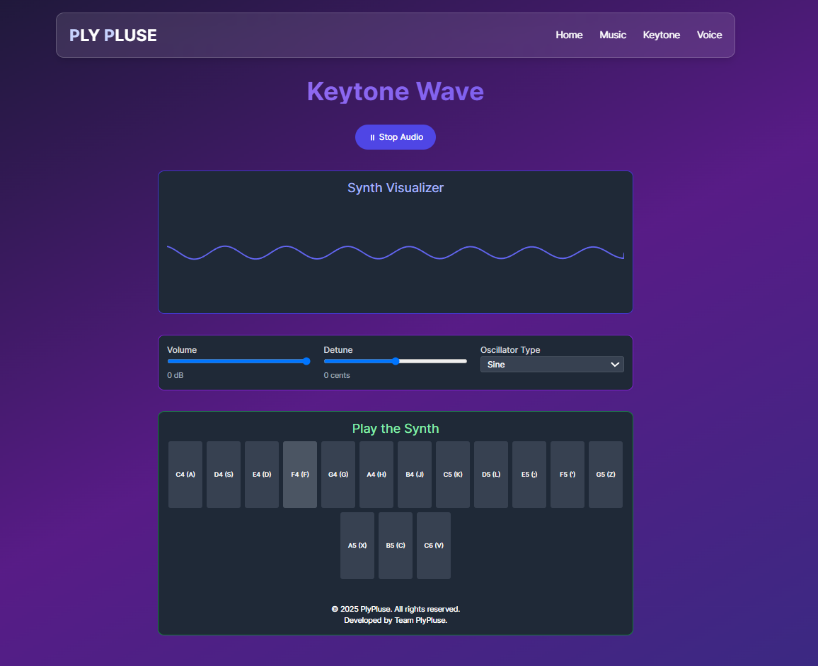 PLY PLUSE
Home Music Keytone Voice
Keytone Wave
Stop Audio
Synth Visualizer
Volume Detune Oscillator Type
Sine
0 dB 0 cents
Play the Synth
C4 (A) D4 (S) E4 (D) F4 (F) G4 (G) A4 (H) B4 (J) C5 (K) D5 (L) E5 (;) F5 (') G5 (Z)
A5 (X) B5 (C) C6 (V)
© 2025 PlyPluse. All rights reserved.
Developed by Team PlyPluse.